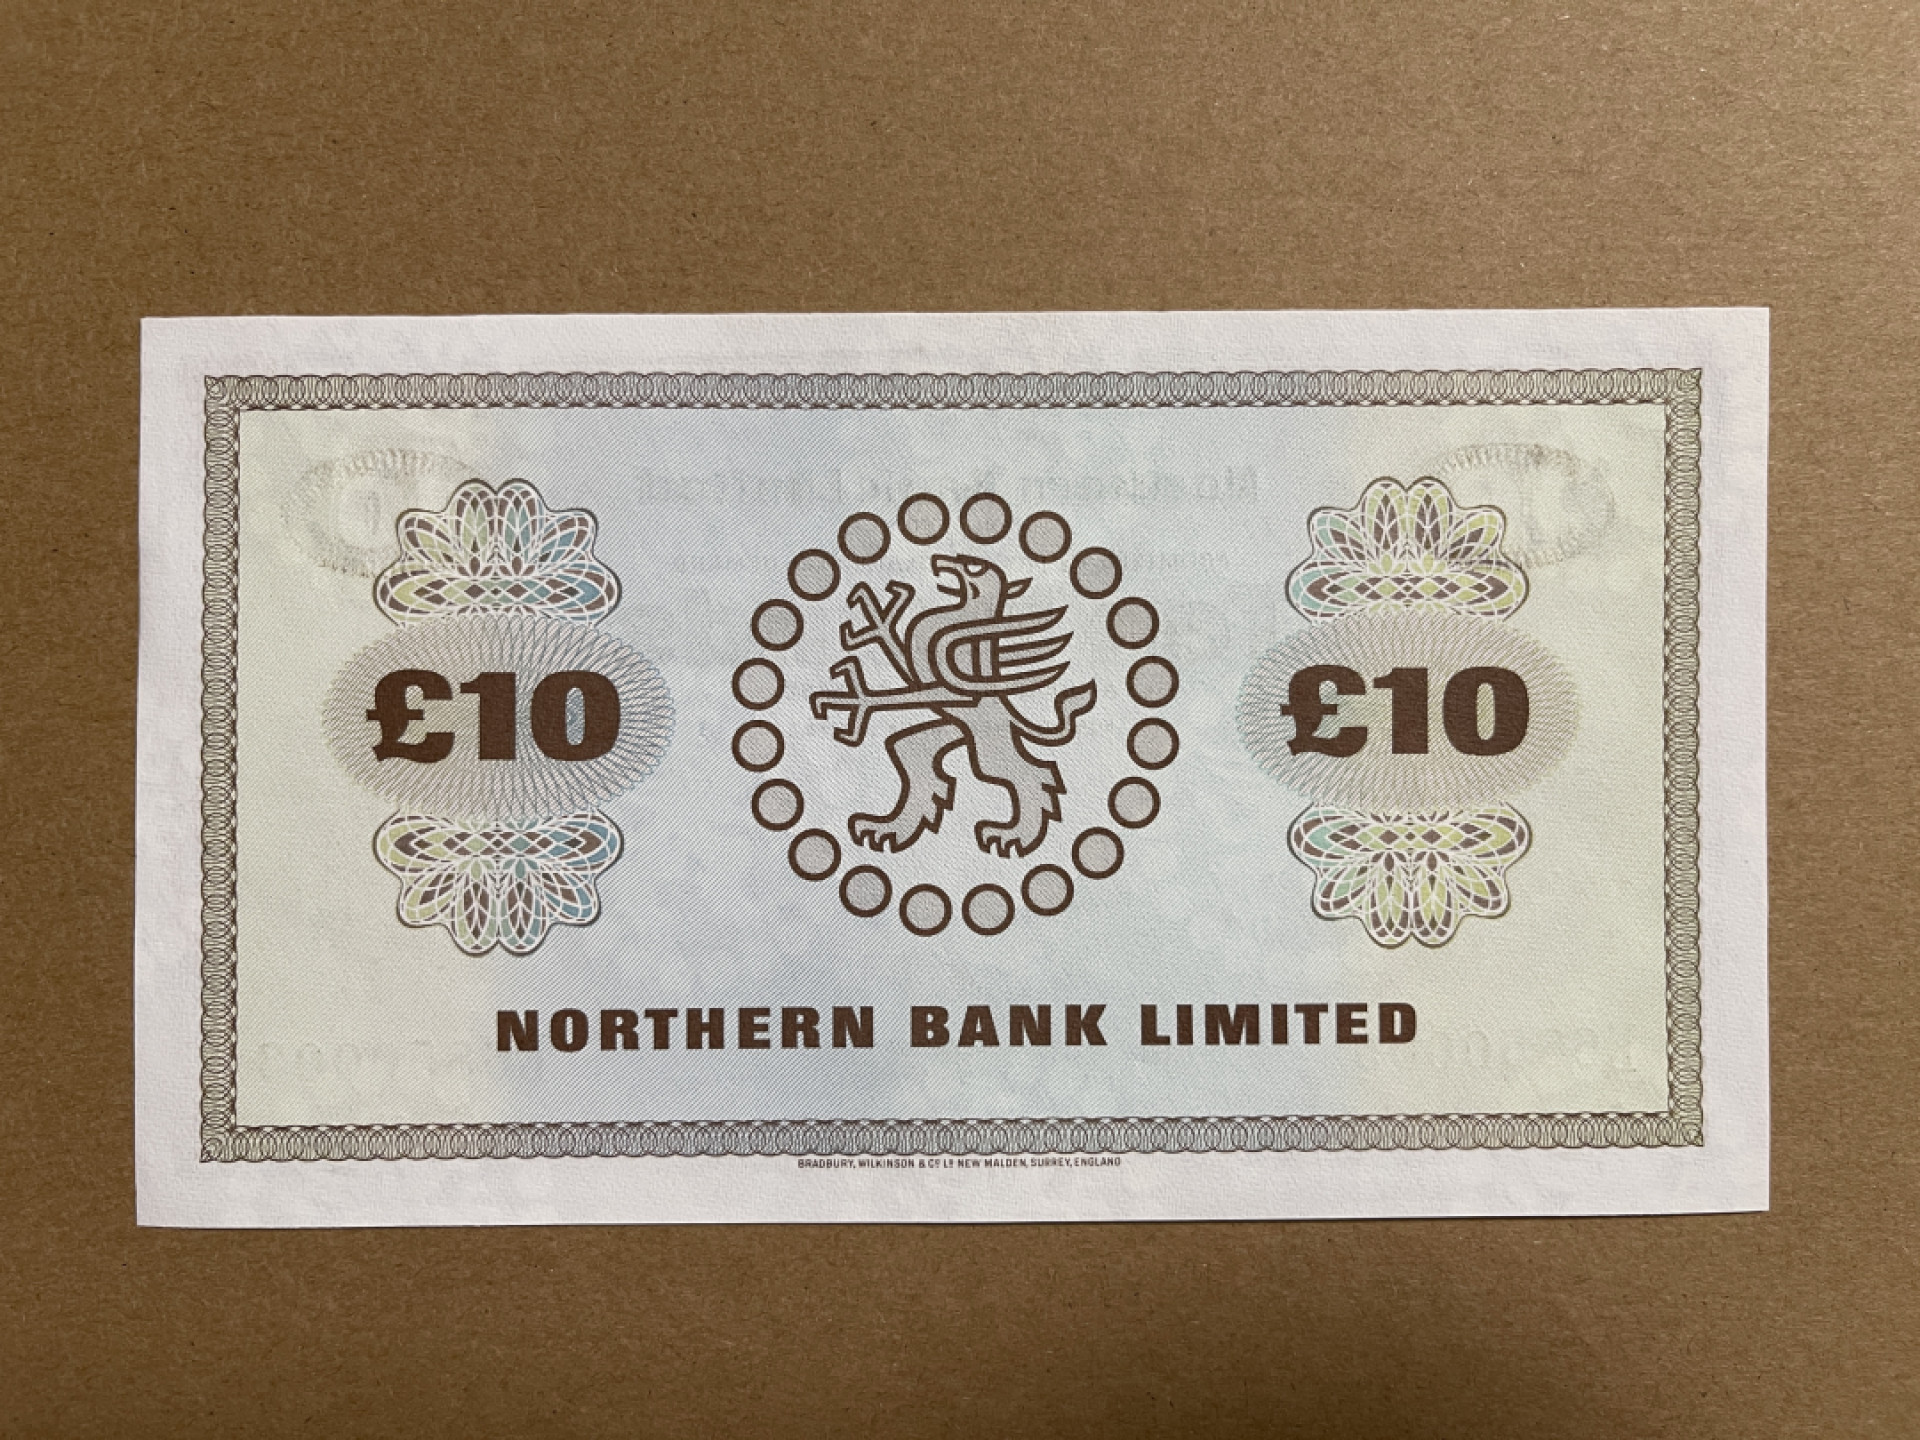 £10 £10
NORTHERN BANK LIMITED
BRADBURY, WILKINSON & Cº Lᴰ NEW MALDEN, SURREY, ENGLAND